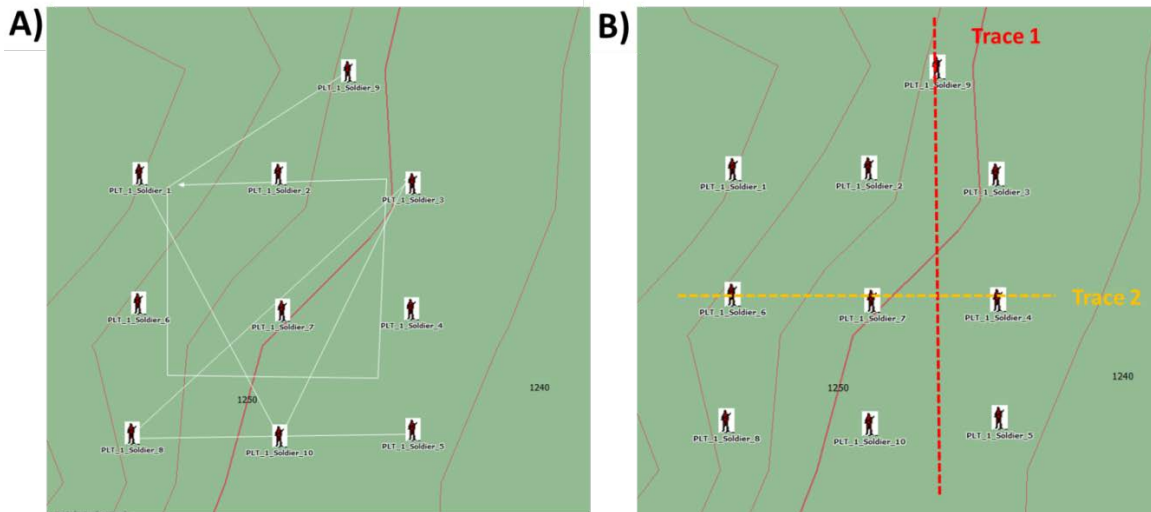 A)
PLT_1_Soldier_9
PLT_1_Soldier_1
PLT_1_Soldier_2
PLT_1_Soldier_3
PLT_1_Soldier_6
PLT_1_Soldier_7
PLT_1_Soldier_4
1240
1250
PLT_1_Soldier_8
PLT_1_Soldier_10
PLT_1_Soldier_5
B)
Trace 1
PLT_1_Soldier_9
PLT_1_Soldier_1
PLT_1_Soldier_2
PLT_1_Soldier_3
Trace 2
PLT_1_Soldier_6
PLT_1_Soldier_7
PLT_1_Soldier_4
1240
1250
PLT_1_Soldier_8
PLT_1_Soldier_10
PLT_1_Soldier_5